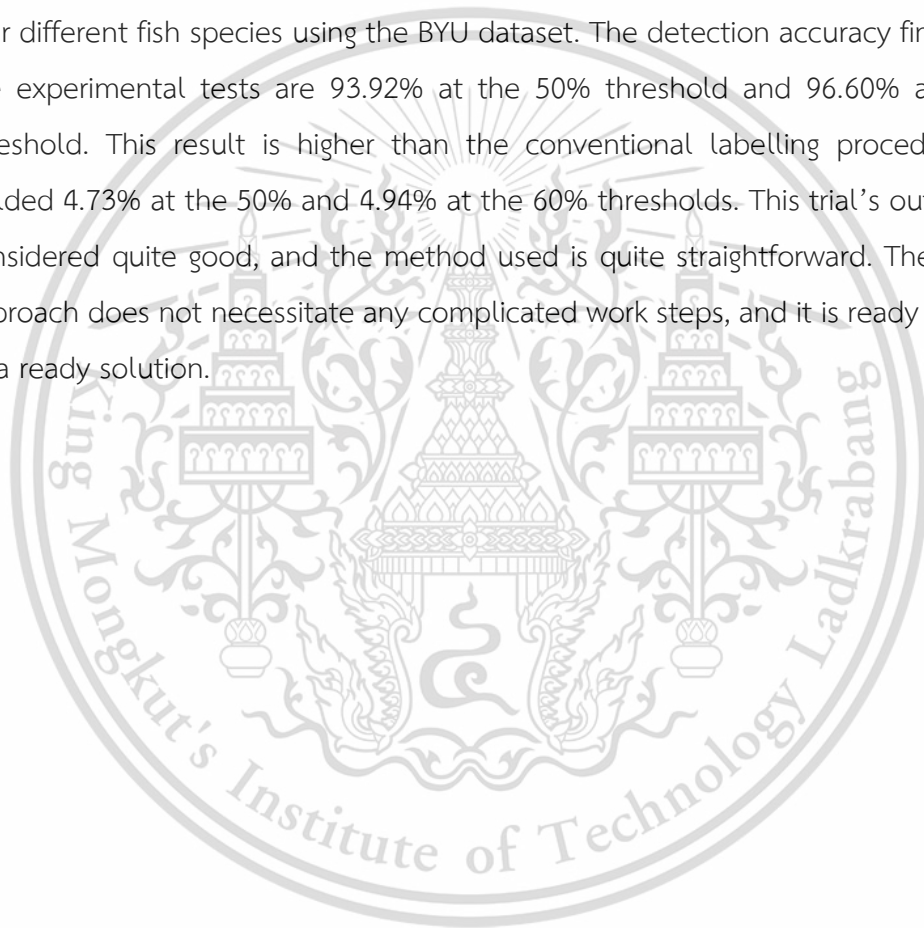 r different fish species using the BYU dataset. The detection accuracy fin
experimental tests are 93.92% at the 50% threshold and 96.60% a
eshold. This result is higher than the conventional labelling proced
lded 4.73% at the 50% and 4.94% at the 60% thresholds. This trial's ou
nsidered quite good, and the method used is quite straightforward. The
proach does not necessitate any complicated work steps, and it is ready
a ready solution.
King Mongkut's Institute of Technology Ladkrabang